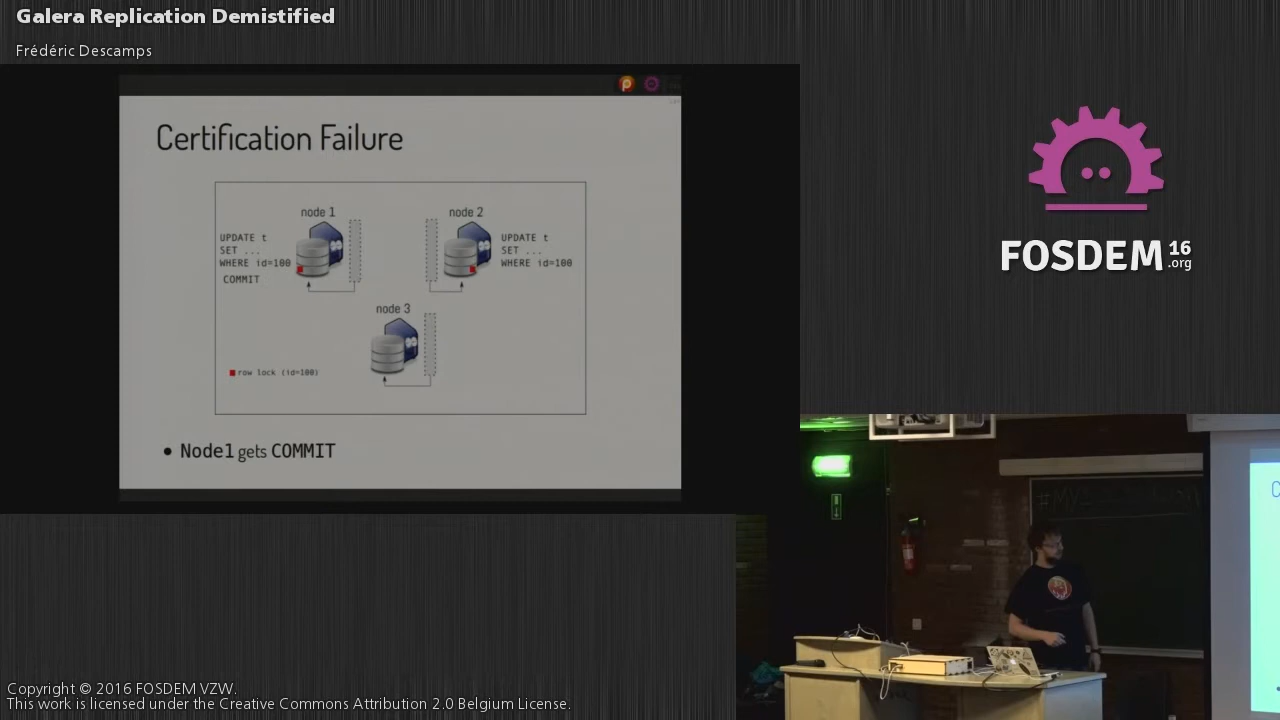 Galera Replication Demistified
Frédéric Descamps
Certification Failure
node 1
node 2
UPDATE t
SET ...
WHERE id=100
COMMIT
UPDATE t
SET ...
WHERE id=100
node 3
row lock (id=100)
• Node1 gets COMMIT
FOSDEM 16 .org
Copyright © 2016 FOSDEM VZW.
This work is licensed under the Creative Commons Attribution 2.0 Belgium License.